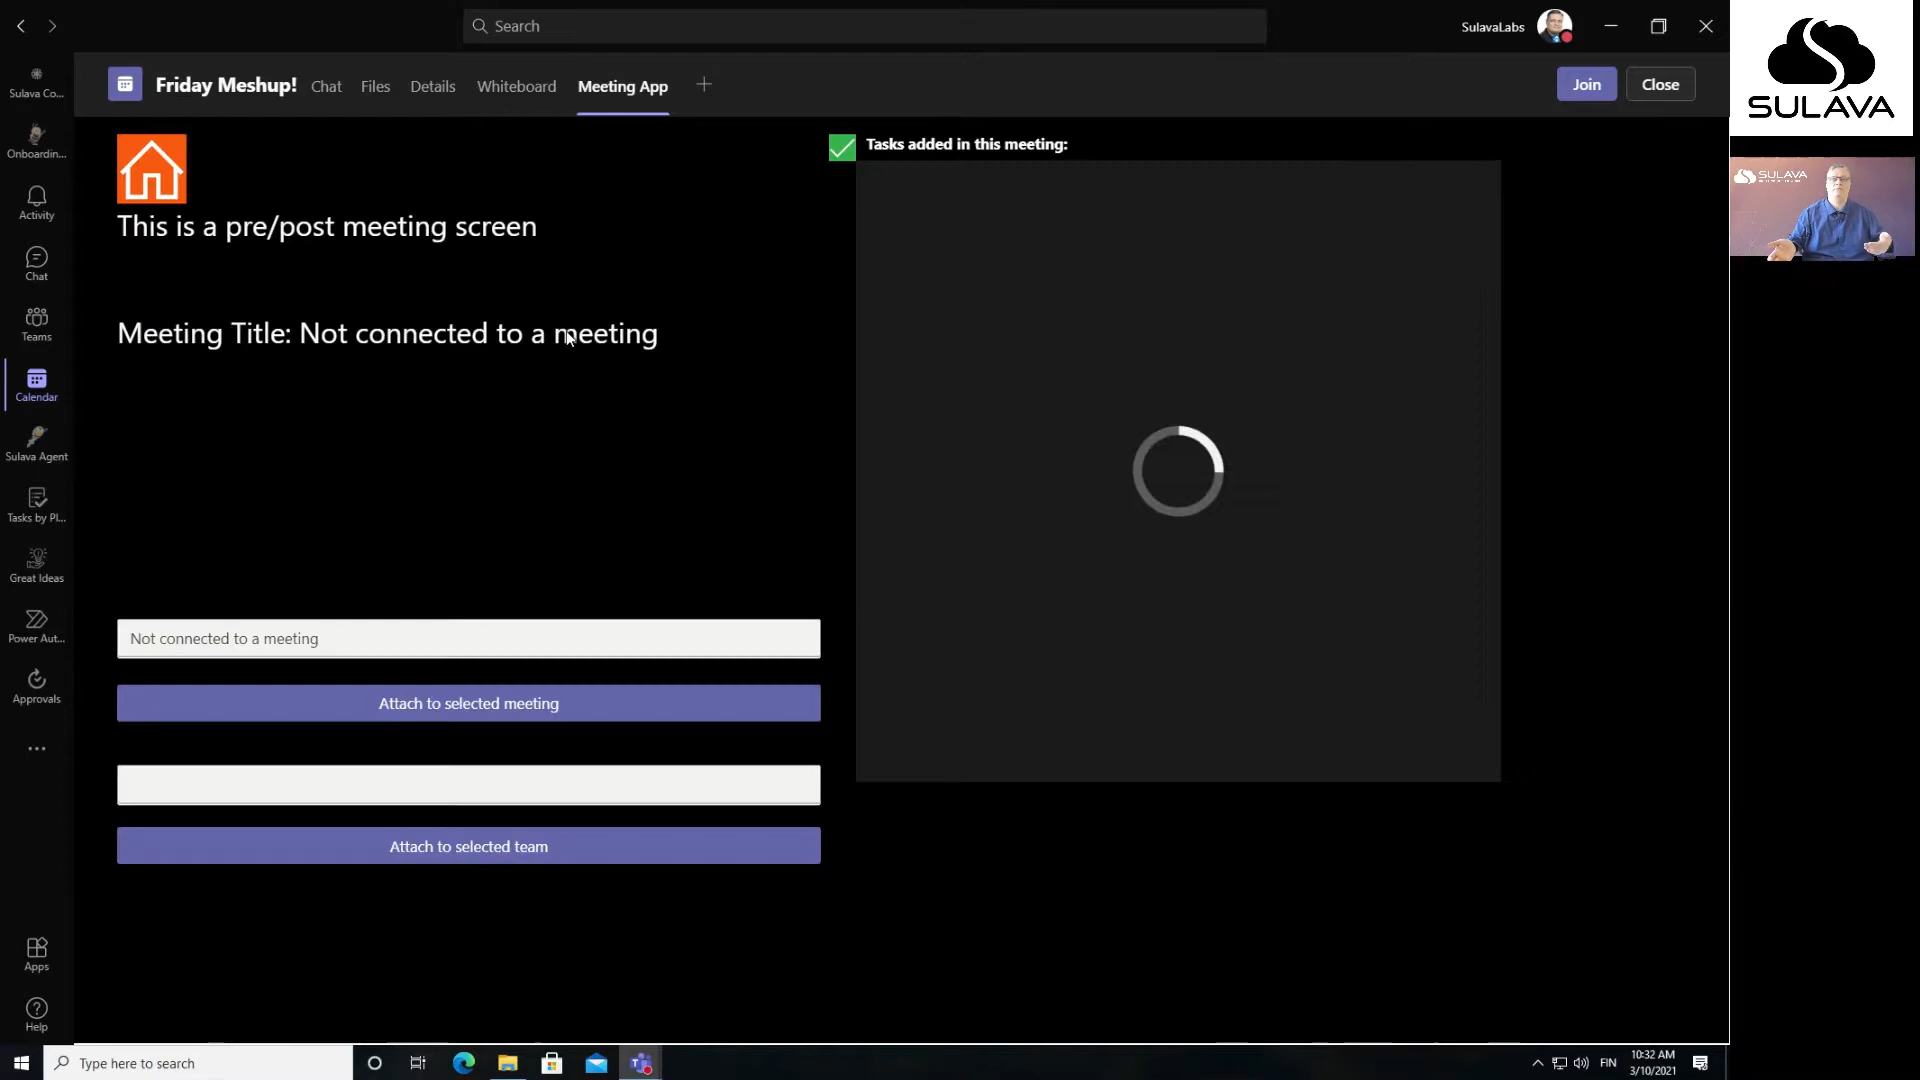 Search
SulavaLabs
SULAVA
Sulava Co...
Onboardin...
Activity
Chat
Teams
Calendar
Sulava Agent
Tasks by Pl...
Great Ideas
Power Aut...
Approvals
Apps
Help
Friday Meshup!
Chat
Files
Details
Whiteboard
Meeting App
Join
Close
This is a pre/post meeting screen
Meeting Title: Not connected to a meeting
Not connected to a meeting
Attach to selected meeting
Attach to selected team
Tasks added in this meeting:
SULAVA
Type here to search
FIN
10:32 AM
3/10/2021